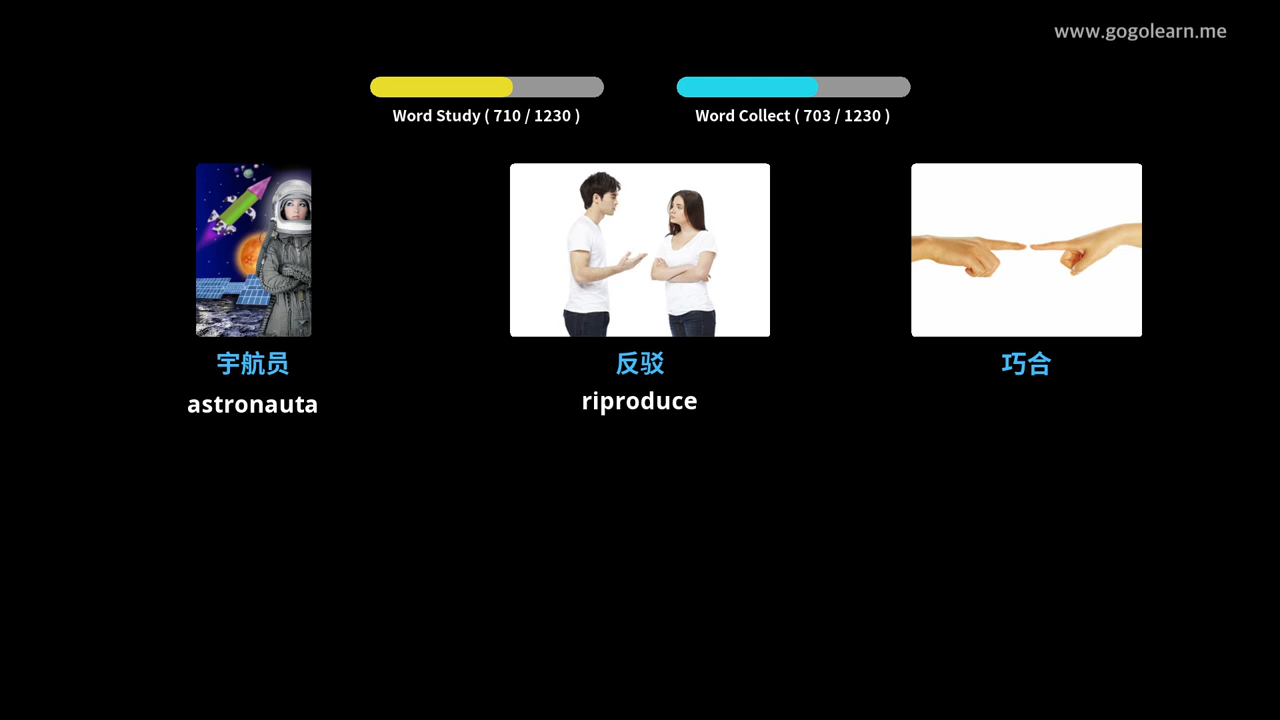 www.gogolearn.me
Word Study ( 710 / 1230 )
Word Collect ( 703 / 1230 )
宇航员
反驳
巧合
astronauta
riproduce